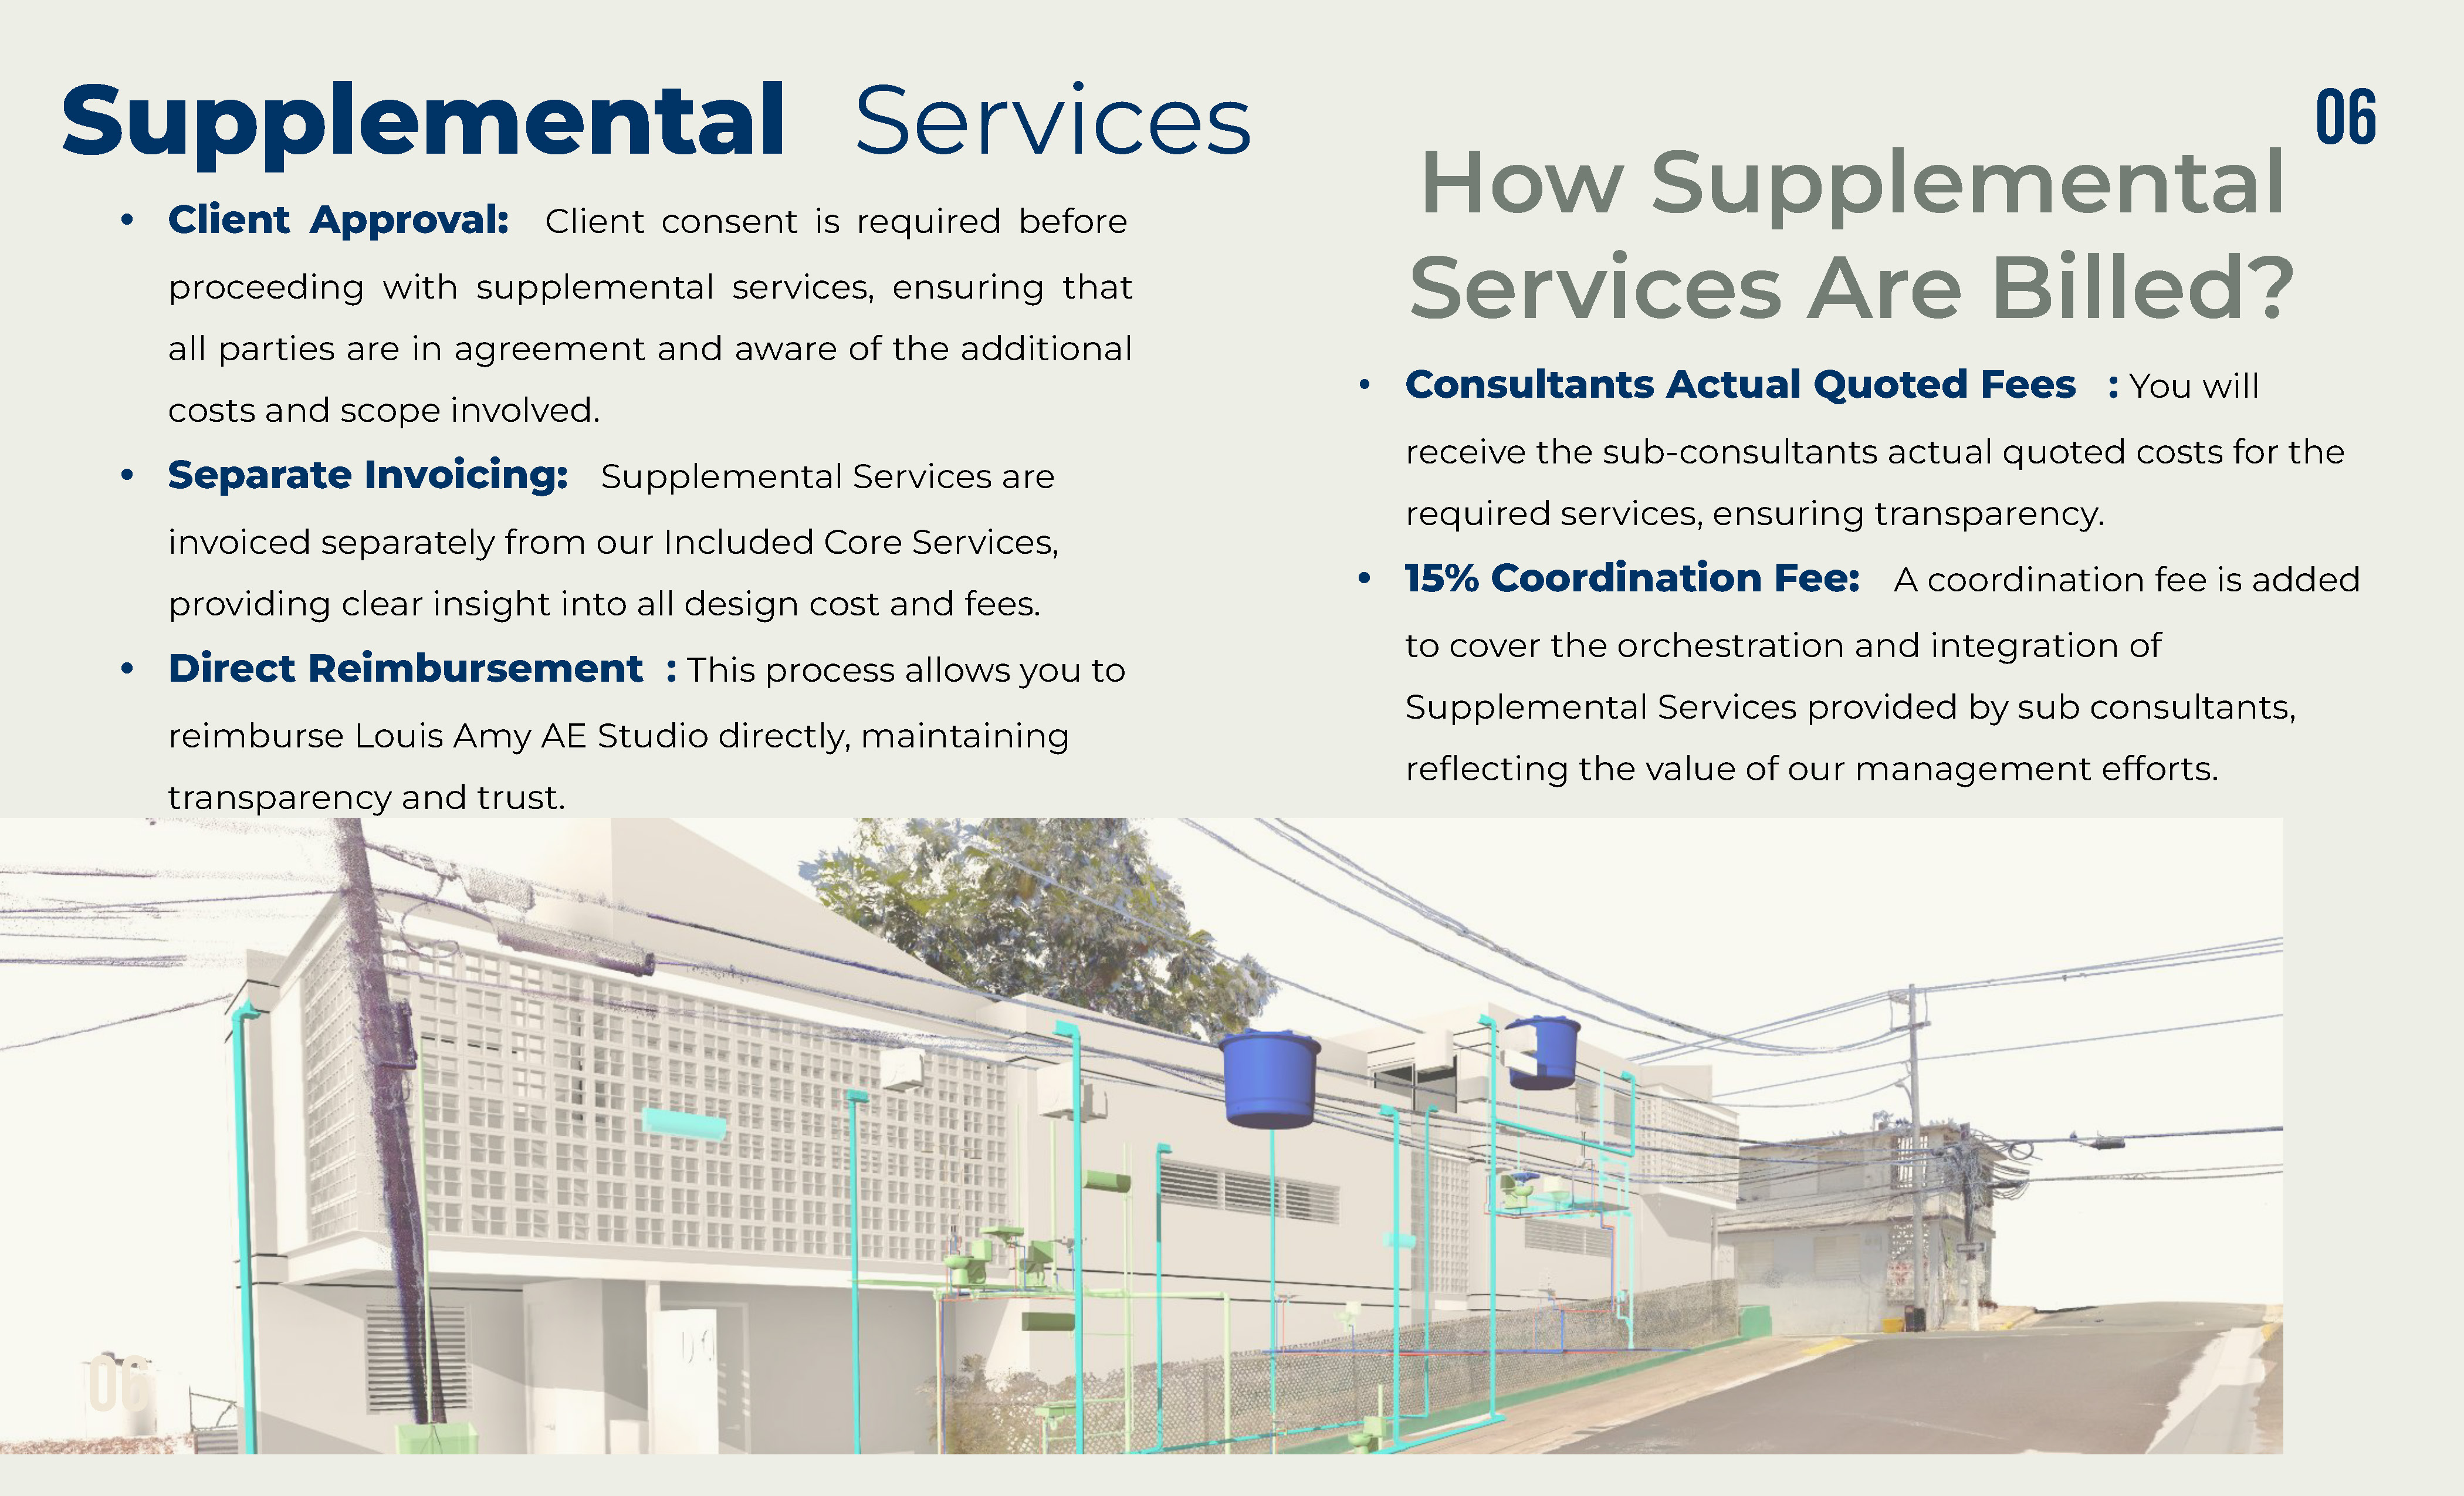 Supplemental Services
• Client Approval: Client consent is required before
proceeding with supplemental services, ensuring that
all parties are in agreement and aware of the additional
costs and scope involved.
• Separate Invoicing: Supplemental Services are
invoiced separately from our Included Core Services,
providing clear insight into all design cost and fees.
• Direct Reimbursement : This process allows you to
reimburse Louis Amy AE Studio directly, maintaining
transparency and trust.
06
How Supplemental
Services Are Billed?
• Consultants Actual Quoted Fees : You will
receive the sub-consultants actual quoted costs for the
required services, ensuring transparency.
• 15% Coordination Fee: A coordination fee is added
to cover the orchestration and integration of
Supplemental Services provided by sub consultants,
reflecting the value of our management efforts.
06